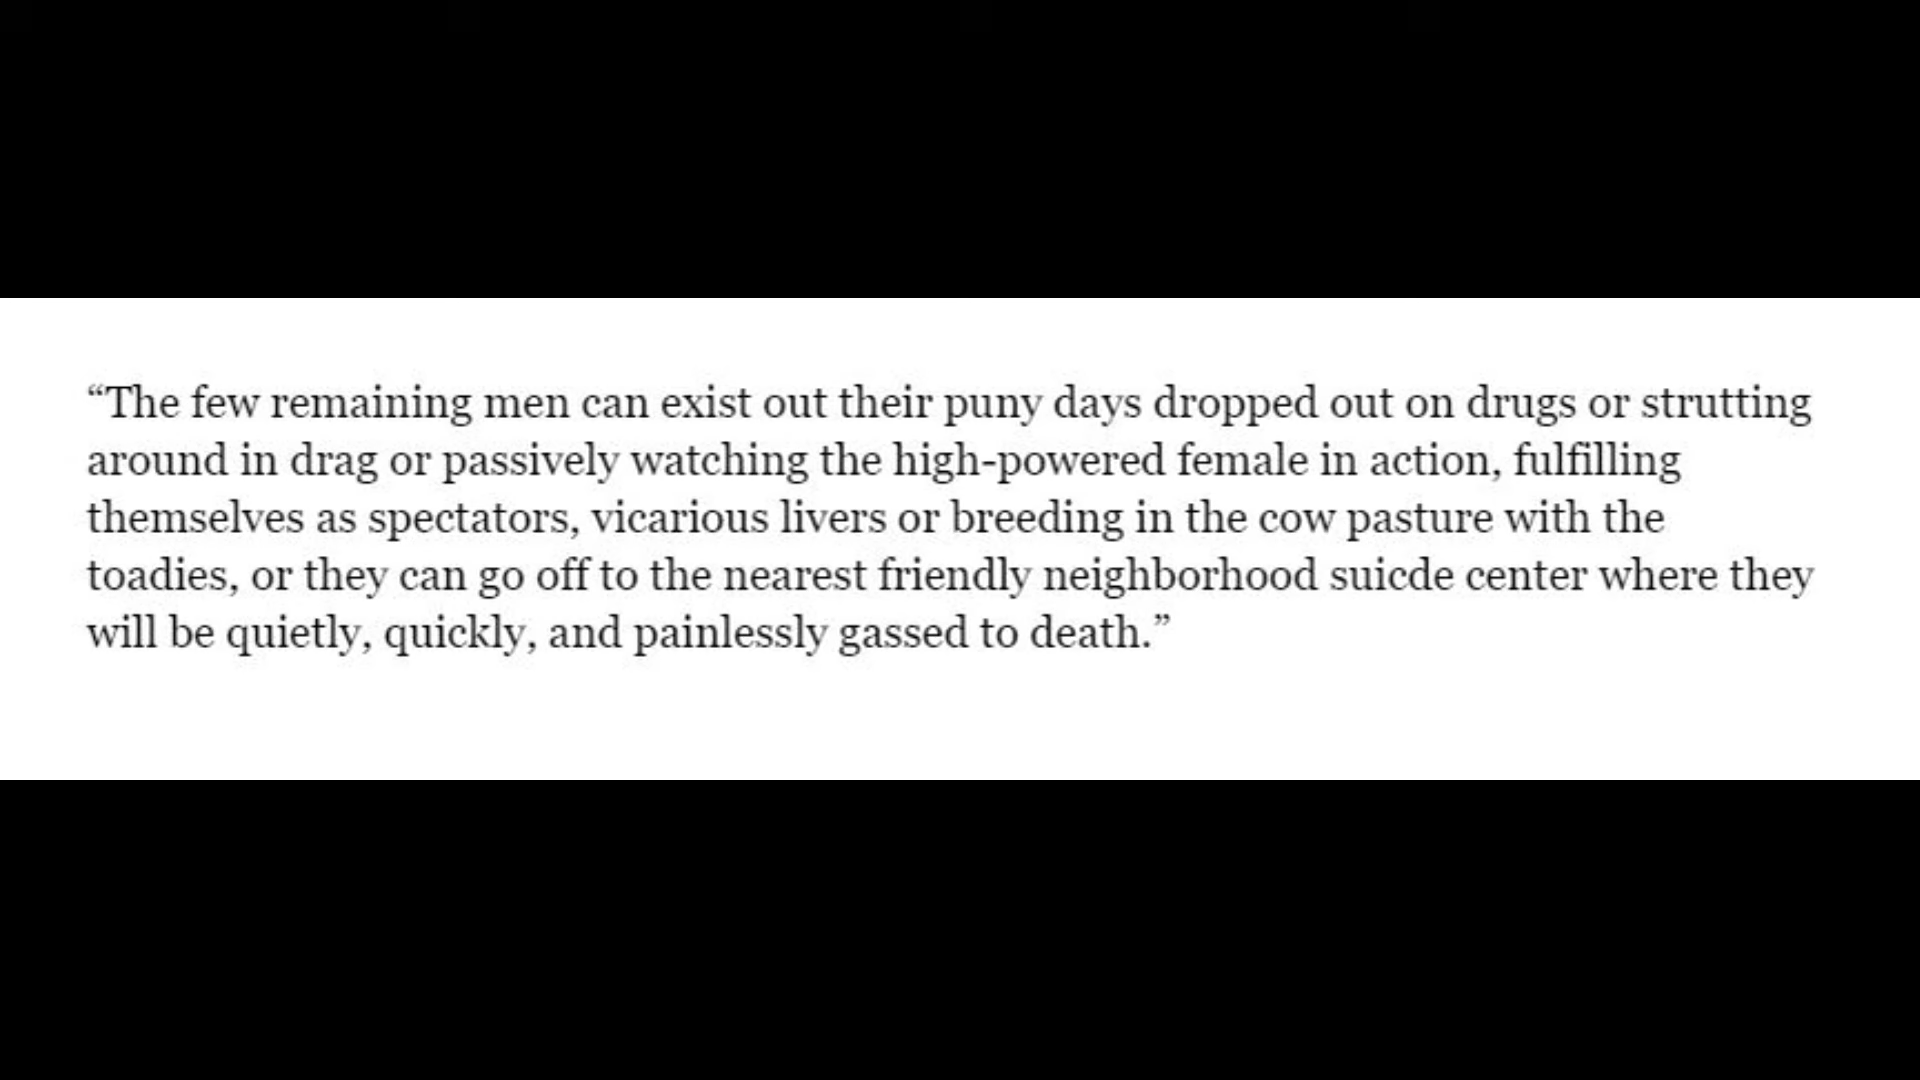 “The few remaining men can exist out their puny days dropped out on drugs or strutting
around in drag or passively watching the high-powered female in action, fulfilling
themselves as spectators, vicarious livers or breeding in the cow pasture with the
toadies, or they can go off to the nearest friendly neighborhood suicde center where they
will be quietly, quickly, and painlessly gassed to death.”